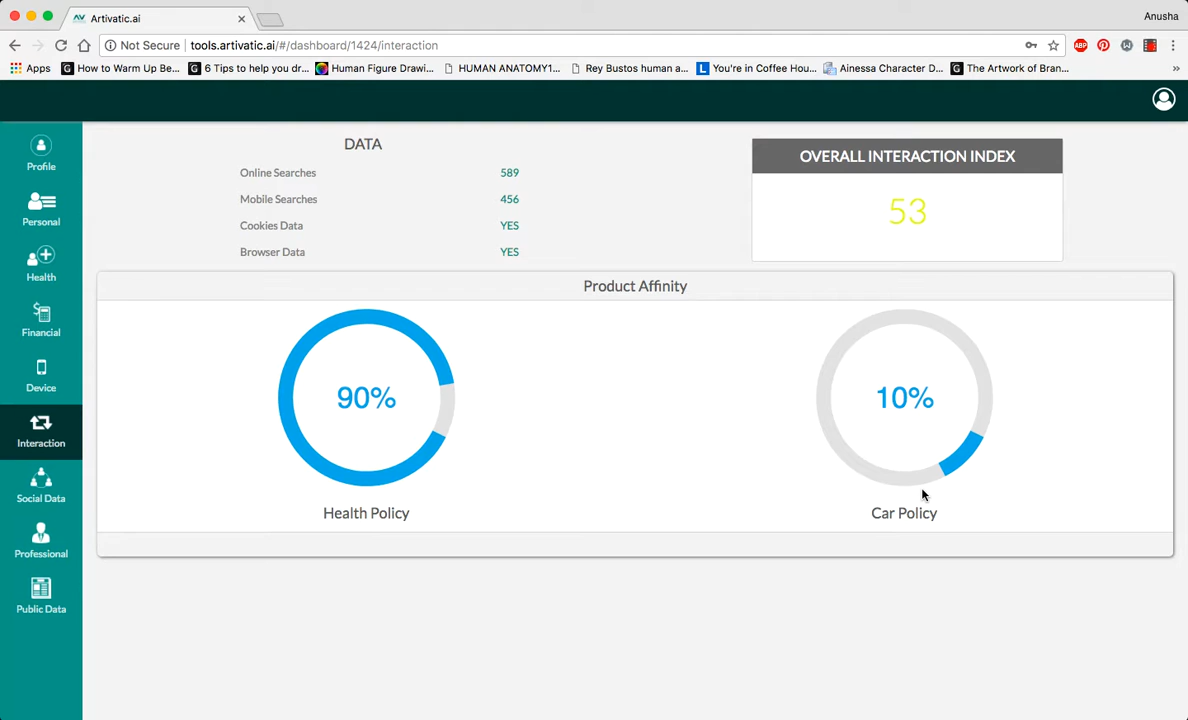 Artivatic.ai
Anusha
Not Secure tools.artivatic.ai/#/dashboard/1424/interaction
ABP
Apps How to Warm Up Be... 6 Tips to help you dr... Human Figure Drawi... HUMAN ANATOMY1... Rey Bustos human a... You're in Coffee Hou... Ainessa Character D... The Artwork of Bran...
Profile
Personal
Health
Financial
Device
Interaction
Social Data
Professional
Public Data
DATA
Online Searches 589
Mobile Searches 456
Cookies Data YES
Browser Data YES
OVERALL INTERACTION INDEX
53
Product Affinity
90%
Health Policy
10%
Car Policy